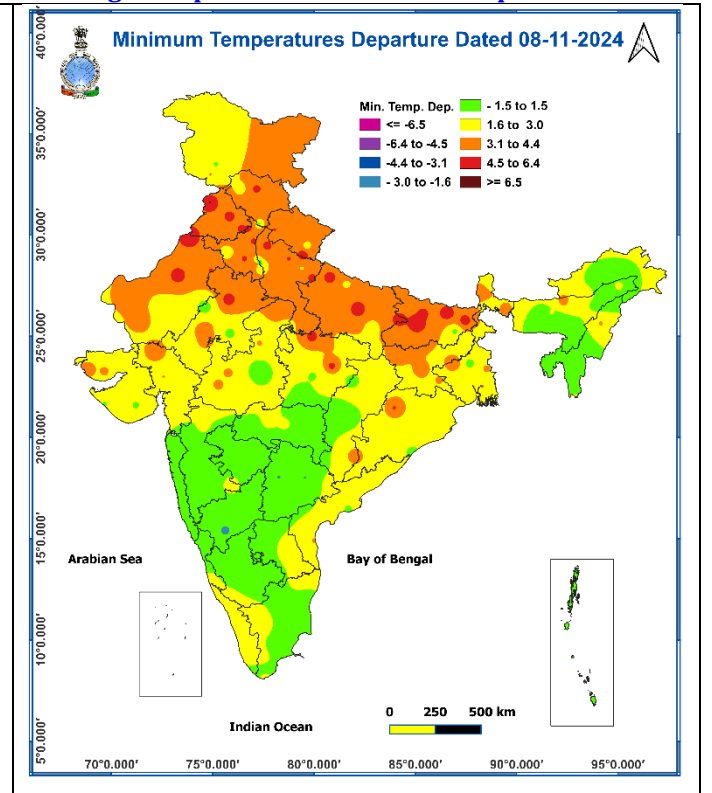 Minimum Temperatures Departure Dated 08-11-2024
Min. Temp. Dep.
<= -6.5
-6.4 to -4.5
-4.4 to -3.1
- 3.0 to -1.6
- 1.5 to 1.5
1.6 to 3.0
3.1 to 4.4
4.5 to 6.4
>= 6.5
40°0.000'
35°0.000'
30°0.000'
25°0.000'
20°0.000'
15°0.000'
10°0.000'
5°0.000'
Arabian Sea
Bay of Bengal
Indian Ocean
0 250 500 km
70°0.000' 75°0.000' 80°0.000' 85°0.000' 90°0.000' 95°0.000'